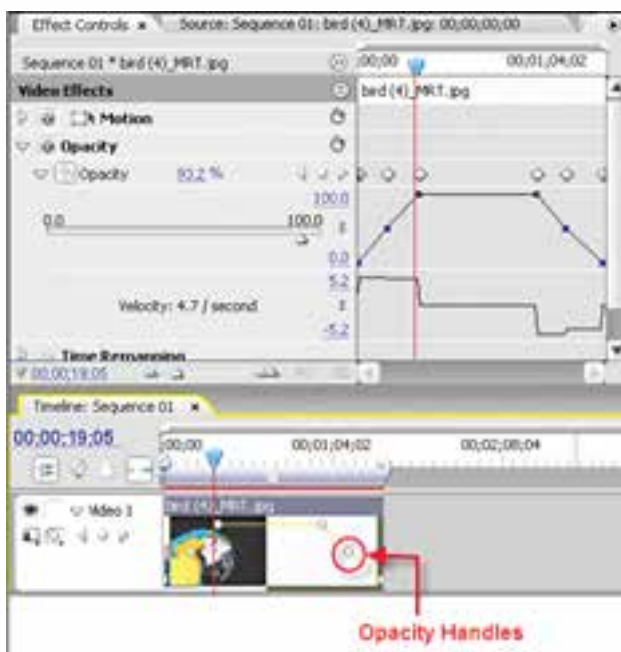 Effect Controls × Source: Sequence 01: bird (4)_MRT.jpg: 00;00;00;00
Sequence 01 * bird (4)_MRT.jpg
;00;00 00;01;04;02
Video Effects
bird (4)_MRT.jpg
Motion
Opacity
Opacity 93.2 %
100.0
0.0 100.0
0.0
5.2
Velocity: 4.7 / second
-5.2
Time Remapping
00;00;19;05
Timeline: Sequence 01 ×
00;00;19;05
;00;00 00;01;04;02 00;02;08;04
Video 1
bird (4)_MRT.jpg
Opacity Handles